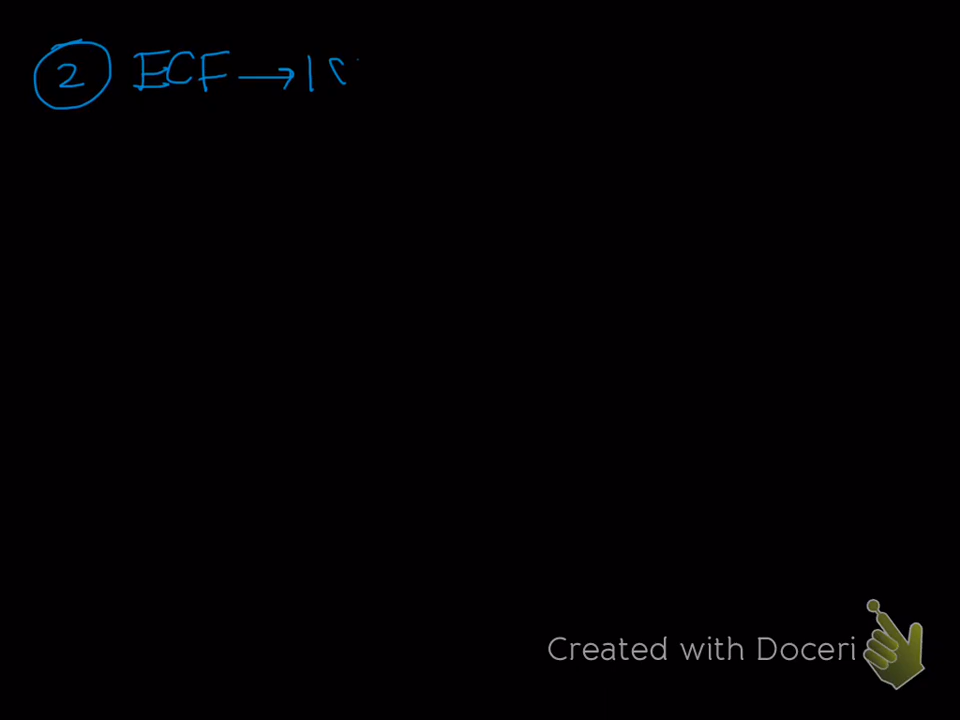 ② ECF → I
Created with Doceri